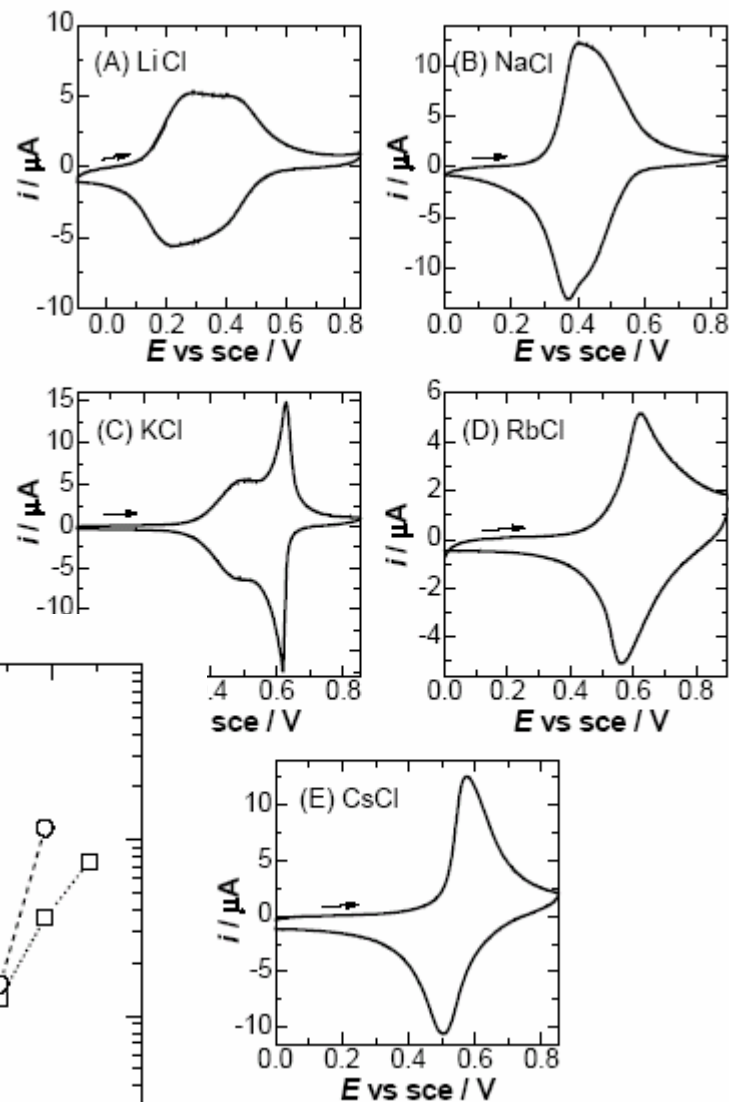 (A) LiCl
i / μA
10
5
0
-5
-10
0.0 0.2 0.4 0.6 0.8
E vs sce / V
(B) NaCl
i / μA
10
5
0
-5
-10
0.0 0.2 0.4 0.6 0.8
E vs sce / V
(C) KCl
i / μA
15
10
5
0
-5
-10
.4 0.6 0.8
sce / V
(D) RbCl
i / μA
6
4
2
0
-2
-4
0.0 0.2 0.4 0.6 0.8
E vs sce / V
(E) CsCl
i / μA
10
5
0
-5
-10
0.0 0.2 0.4 0.6 0.8
E vs sce / V